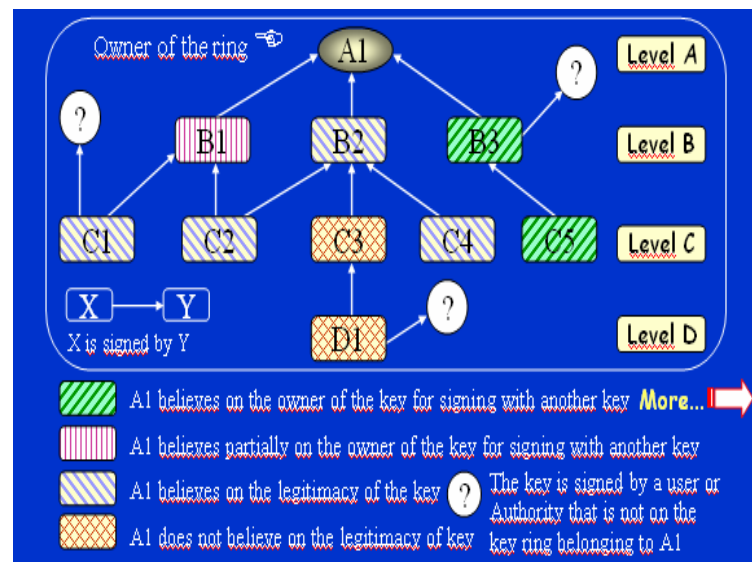 Owner of the ring
A1
Level A
?
?
B1
B2
B3
Level B
C1
C2
C3
C4
C5
Level C
X
Y
?
X is signed by Y
D1
Level D
A1 believes on the owner of the key for signing with another key More...
A1 believes partially on the owner of the key for signing with another key
A1 believes on the legitimacy of the key
?
The key is signed by a user or
Authority that is not on the
key ring belonging to A1
A1 does not believe on the legitimacy of key